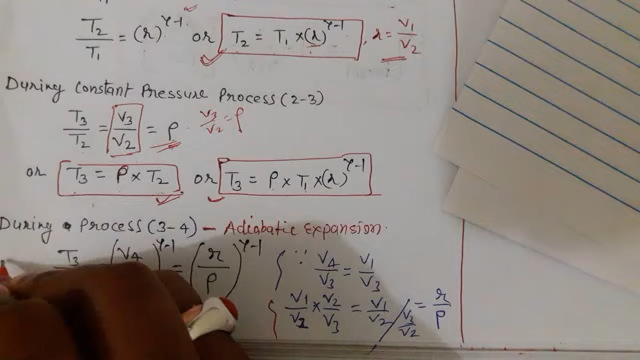 T₂/T₁ = (r)^γ-1 or T₂ = T₁ × (r)^γ-1, r = V₁/V₂
During Constant Pressure Process (2-3)
T₃/T₂ = V₃/V₂ = ρ V₃/V₂ = ρ
or T₃ = ρ × T₂ or T₃ = ρ × T₁ × (r)^γ-1
During Process (3-4) – Adiabatic Expansion.
T₃ (V₄ )^γ-1 = (r/ρ)^γ-1 { ∵ V₄/V₃ = V₁/V₃
{ V₁/V₂ × V₂/V₃ = V₁/V₂ / V₃/V₂ = r/ρ